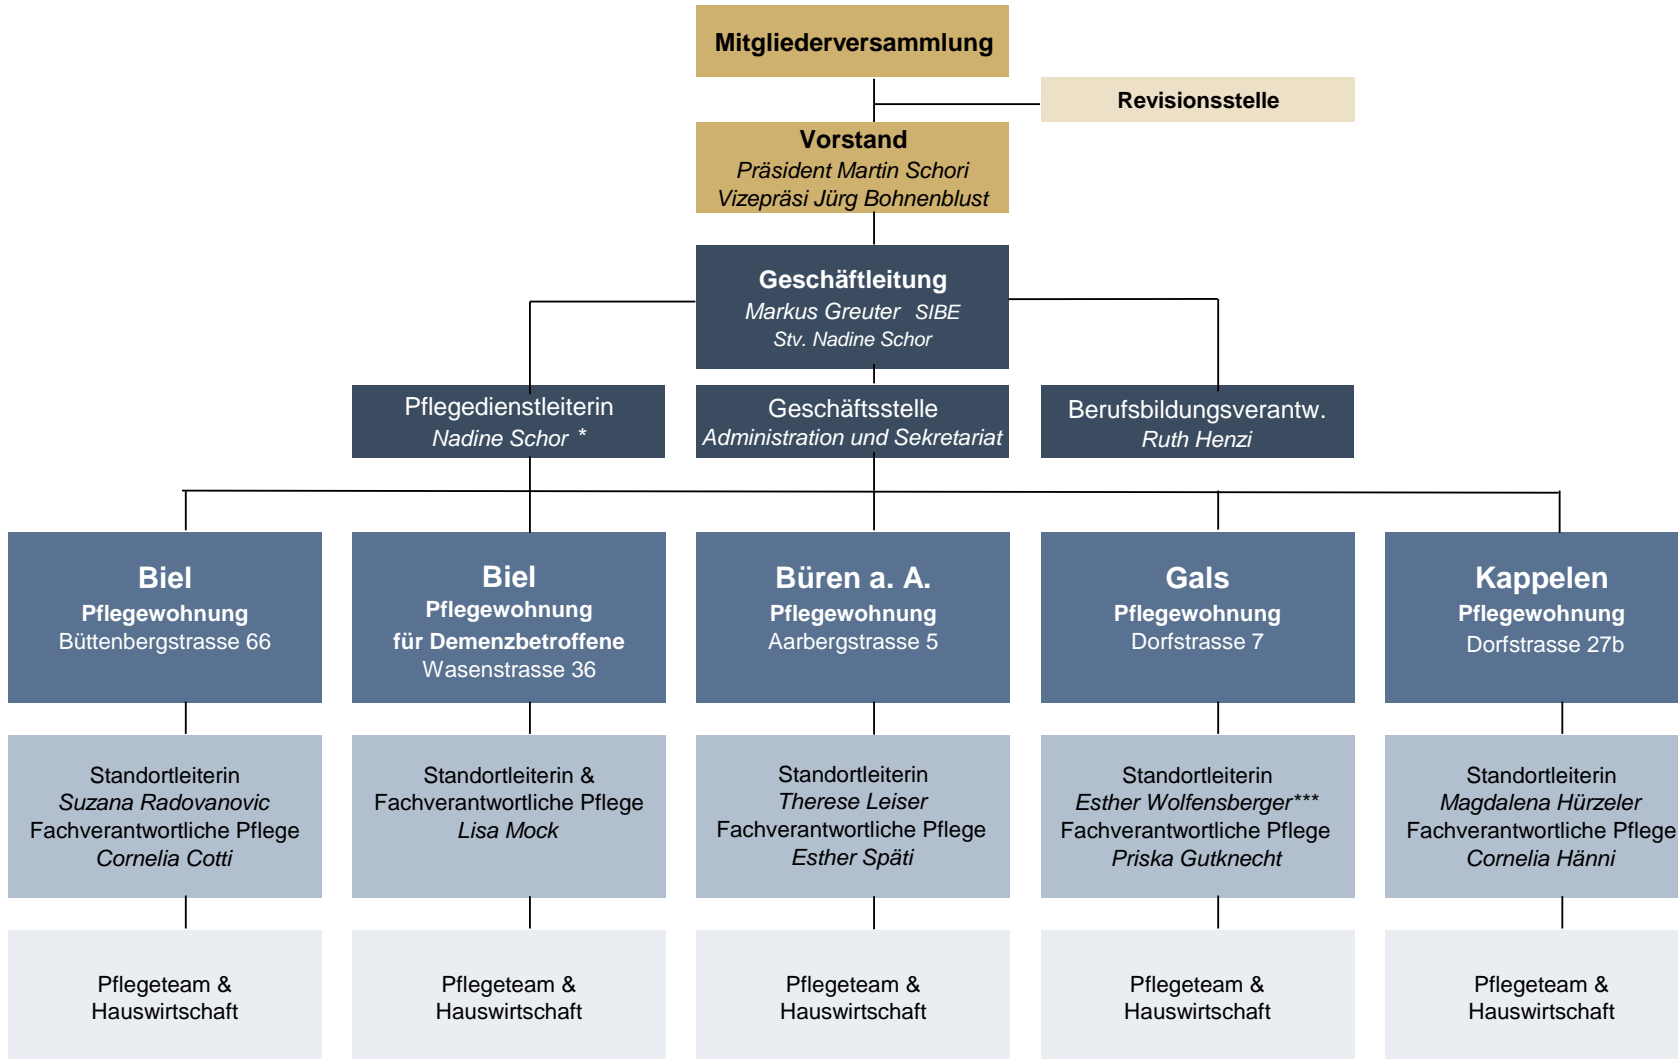 Mitgliederversammlung
Revisionsstelle
Vorstand
Präsident Martin Schori
Vizepräsi Jürg Bohnenblust
Geschäftleitung
Markus Greuter SIBE
Stv. Nadine Schor
Pflegedienstleiterin
Nadine Schor *
Geschäftsstelle
Administration und Sekretariat
Berufsbildungsverantw.
Ruth Henzi
Biel
Pflegewohnung
Büttenbergstrasse 66
Biel
Pflegewohnung
für Demenzbetroffene
Wasenstrasse 36
Büren a. A.
Pflegewohnung
Aarbergstrasse 5
Gals
Pflegewohnung
Dorfstrasse 7
Kappelen
Pflegewohnung
Dorfstrasse 27b
Standortleiterin
Suzana Radovanovic
Fachverantwortliche Pflege
Cornelia Cotti
Standortleiterin &
Fachverantwortliche Pflege
Lisa Mock
Standortleiterin
Therese Leiser
Fachverantwortliche Pflege
Esther Späti
Standortleiterin
Esther Wolfensberger***
Fachverantwortliche Pflege
Priska Gutknecht
Standortleiterin
Magdalena Hürzeler
Fachverantwortliche Pflege
Cornelia Hänni
Pflegeteam &
Hauswirtschaft
Pflegeteam &
Hauswirtschaft
Pflegeteam &
Hauswirtschaft
Pflegeteam &
Hauswirtschaft
Pflegeteam &
Hauswirtschaft